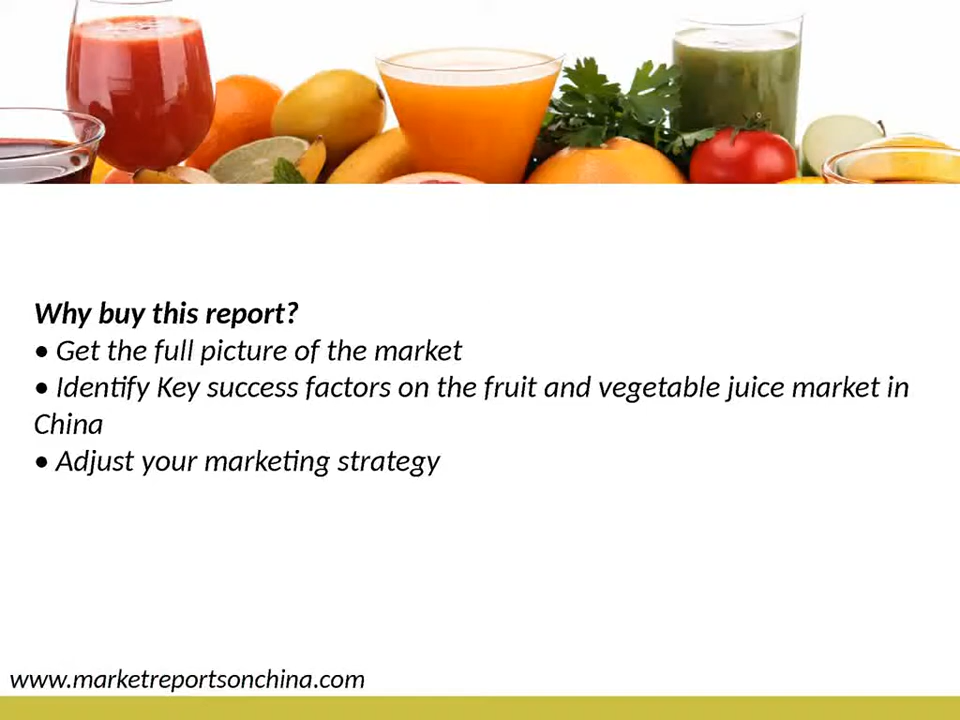 Why buy this report?
• Get the full picture of the market
• Identify Key success factors on the fruit and vegetable juice market in
China
• Adjust your marketing strategy
www.marketreportsonchina.com